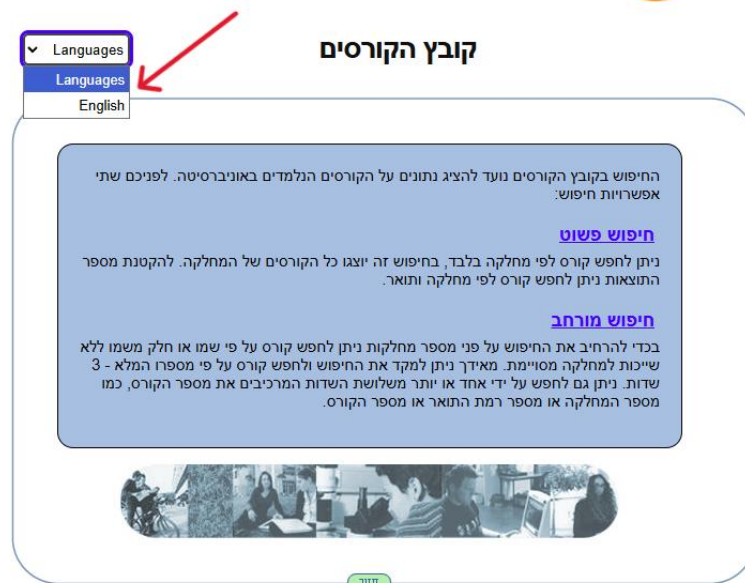 קובץ הקורסים
Languages
Languages
English
החיפוש בקובץ הקורסים נועד להציג נתונים על הקורסים הנלמדים באוניברסיטה. לפניכם שתי
אפשרויות חיפוש:
חיפוש פשוט
ניתן לחפש קורס לפי מחלקה בלבד, בחיפוש זה יוצגו כל הקורסים של המחלקה. להקטנת מספר
התוצאות ניתן לחפש קורס לפי מחלקה ותואר.
חיפוש מורחב
בכדי להרחיב את החיפוש על פני מספר מחלקות ניתן לחפש קורס על פי שמו או חלק משמו ללא
שייכות למחלקה מסויימת. מאידך ניתן למקד את החיפוש ולחפש קורס על פי מספרו המלא - 3
שדות. ניתן גם לחפש על ידי אחד או יותר משלושת השדות המרכיבים את מספר הקורס, כמו
מספר המחלקה או מספר רמת התואר או מספר הקורס.